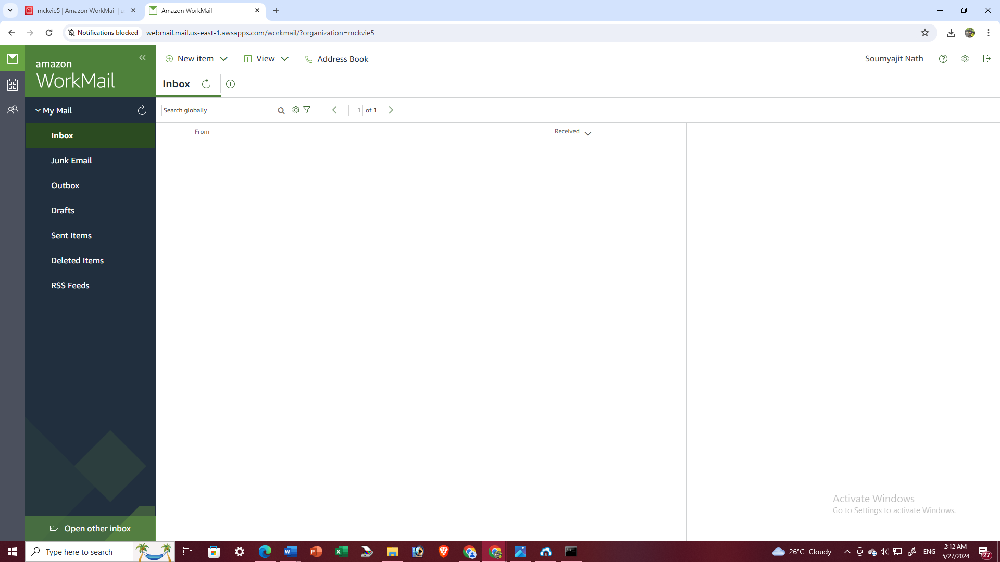 mckvie5 | Amazon WorkMail | u
Amazon WorkMail
Notifications blocked
webmail.mail.us-east-1.awsapps.com/workmail/?organization=mckvie5
amazon
WorkMail
New item
View
Address Book
Soumyajit Nath
Inbox
My Mail
Search globally
1 of 1
From
Received
Inbox
Junk Email
Outbox
Drafts
Sent Items
Deleted Items
RSS Feeds
Open other inbox
Activate Windows
Go to Settings to activate Windows.
Type here to search
26°C Cloudy
ENG
2:12 AM
5/27/2024
27